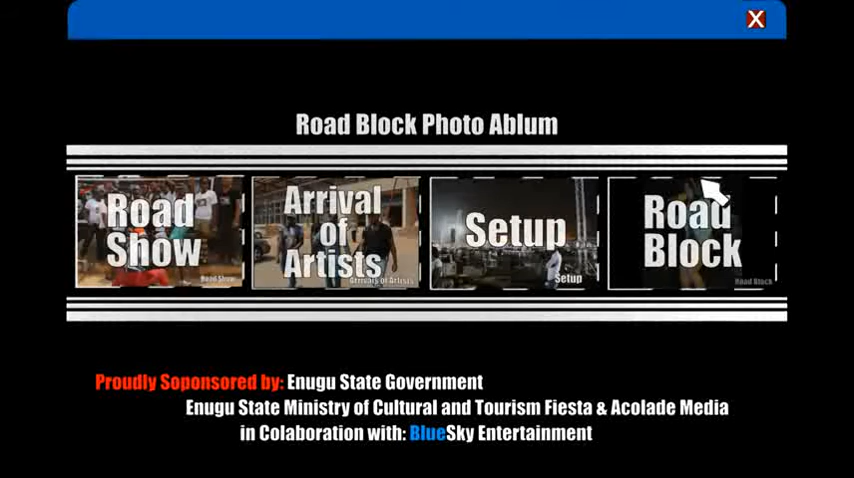 X
Road Block Photo Ablum
Road
Show
Road Show
Arrival
of
Artists
Arrivals Of Artists
Setup
Setup
Road
Block
Road Block
Proudly Soponsored by: Enugu State Government
Enugu State Ministry of Cultural and Tourism Fiesta & Acolade Media
in Colaboration with: BlueSky Entertainment